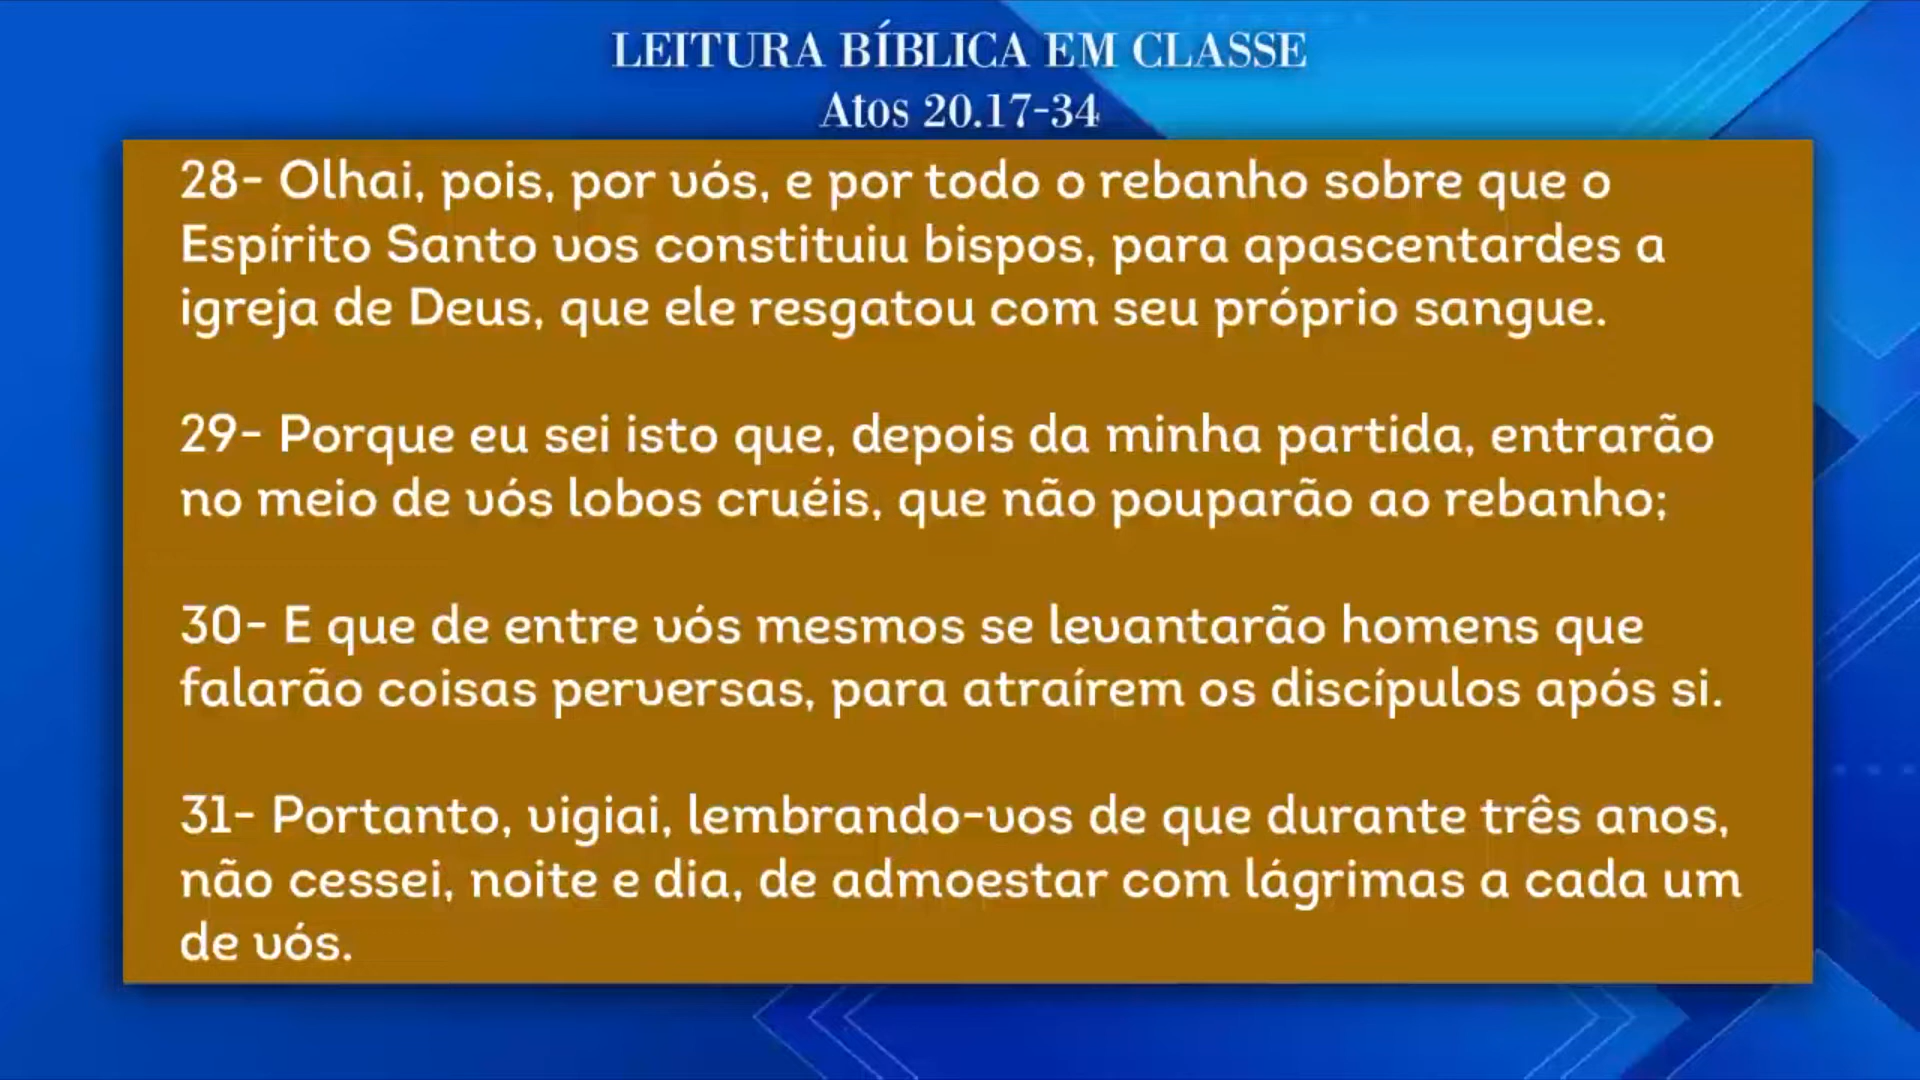 LEITURA BÍBLICA EM CLASSE
Atos 20.17-34
28- Olhai, pois, por vós, e por todo o rebanho sobre que o
Espírito Santo vos constituiu bispos, para apascentardes a
igreja de Deus, que ele resgatou com seu próprio sangue.
29- Porque eu sei isto que, depois da minha partida, entrarão
no meio de vós lobos cruéis, que não pouparão ao rebanho;
30- E que de entre vós mesmos se levantarão homens que
falarão coisas perversas, para atraírem os discípulos após si.
31- Portanto, vigiai, lembrando-vos de que durante três anos,
não cessei, noite e dia, de admoestar com lágrimas a cada um
de vós.